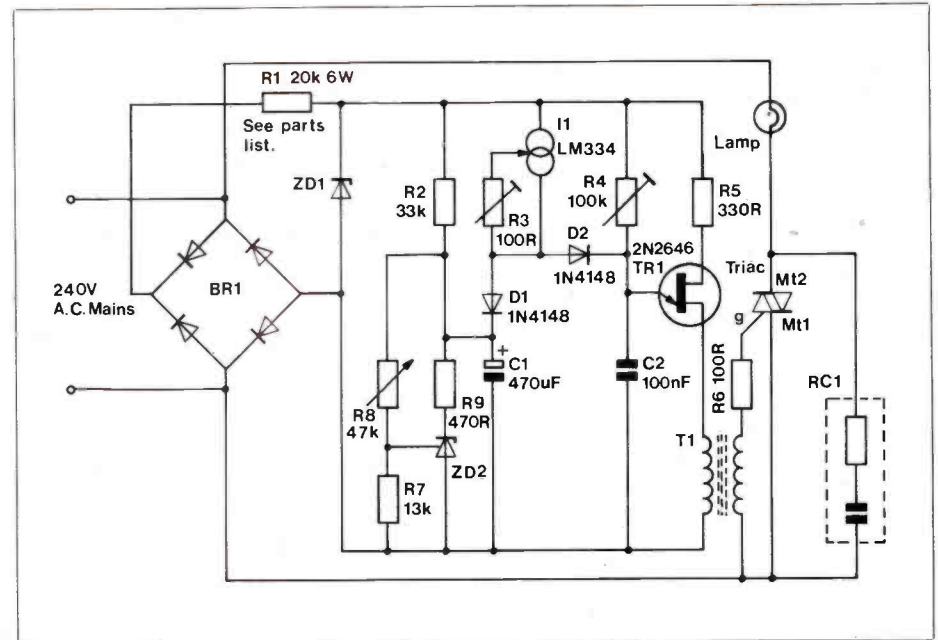 R1 20k 6W
See parts
list.
ZD1
R2
33k
I1
LM334
R3
100R
R4
100k
R5
330R
Lamp
D2
1N4148
2N2646
TR1
Triac
Mt2
Mt1
g
240V
A.C. Mains
BR1
D1
1N4148
+
C1
470uF
C2
100nF
R6 100R
RC1
R8
47k
R9
470R
ZD2
T1
R7
13k